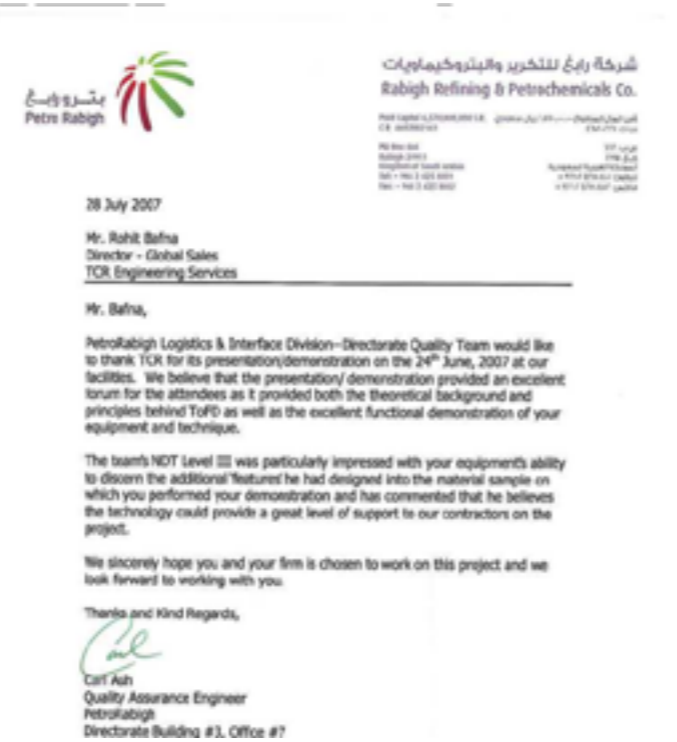 بترورابغ
Petro Rabigh
شركة رابغ للتكرير والبتروكيماويات
Rabigh Refining & Petrochemicals Co.
28 July 2007
Mr. Rohit Bafna
Director - Global Sales
TCR Engineering Services
Mr. Bafna,
PetroRabigh Logistics & Interface Division--Directorate Quality Team would like
to thank TCR for its presentation/demonstration on the 24th June, 2007 at our
facilities. We believe that the presentation/ demonstration provided an excellent
forum for the attendees as it provided both the theoretical background and
principles behind ToFD as well as the excellent functional demonstration of your
equipment and technique.
The team's NDT Level III was particularly impressed with your equipment's ability
to discern the additional 'features' he had designed into the material sample on
which you performed your demonstration and has commented that he believes
the technology could provide a great level of support to our contractors on the
project.
We sincerely hope you and your firm is chosen to work on this project and we
look forward to working with you.
Thanks and Kind Regards,
Carl
Carl Ash
Quality Assurance Engineer
PetroRabigh
Directorate Building #3, Office #7